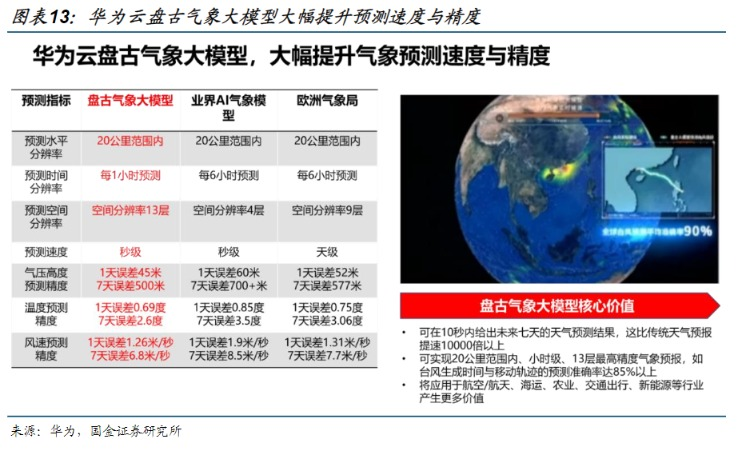 图表13：华为云盘古气象大模型大幅提升预测速度与精度
华为云盘古气象大模型，大幅提升气象预测速度与精度
预测指标 盘古气象大模型 业界AI气象模型 欧洲气象局
预测水平分辨率 20公里范围内 20公里范围内 20公里范围内
预测时间分辨率 每1小时预测 每6小时预测 每6小时预测
预测空间分辨率 空间分辨率13层 空间分辨率4层 空间分辨率9层
预测速度 秒级 秒级 天级
气压高度 1天误差45米 1天误差60米 1天误差52米
预测精度 7天误差500米 7天误差700+米 7天误差577米
温度预测 1天误差0.69度 1天误差0.85度 1天误差0.75度
精度 7天误差2.6度 7天误差3.5度 7天误差3.06度
风速预测 1天误差1.26米/秒 1天误差1.9米/秒 1天误差1.31米/秒
精度 7天误差6.8米/秒 7天误差8.5米/秒 7天误差7.7米/秒
90%
盘古气象大模型核心价值
• 可在10秒内给出未来七天的天气预测结果，这比传统天气预报
提速10000倍以上
• 可实现20公里范围内、小时级、13层最高精度气象预报，如
台风生成时间与移动轨迹的预测准确率达85%以上
• 将应用于航空/航天、海运、农业、交通出行、新能源等行业
产生更多价值
来源：华为，国金证券研究所